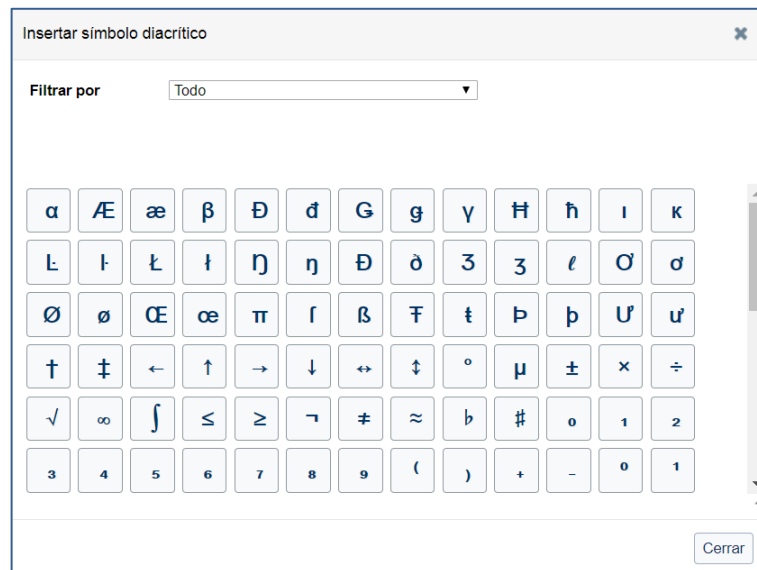 Insertar símbolo diacrítico ✖
Filtrar por Todo ▼
α Æ æ β Đ đ Ǥ ǥ γ Ħ ħ ı ĸ
Ŀ ŀ Ł ł Ŋ ŋ Ð ð Ʒ ʒ ℓ Ơ ơ
Ø ø Œ œ π ſ ß Ŧ ŧ Þ þ Ư ư
† ‡ ← ↑ → ↓ ↔ ↕ ° µ ± × ÷
√ ∞ ∫ ≤ ≥ ¬ ≠ ≈ ♭ ♯ ₀ ₁ ₂
₃ ₄ ₅ ₆ ₇ ₈ ₉ ⁽ ₎ ₊ ₋ ⁰ ¹
Cerrar